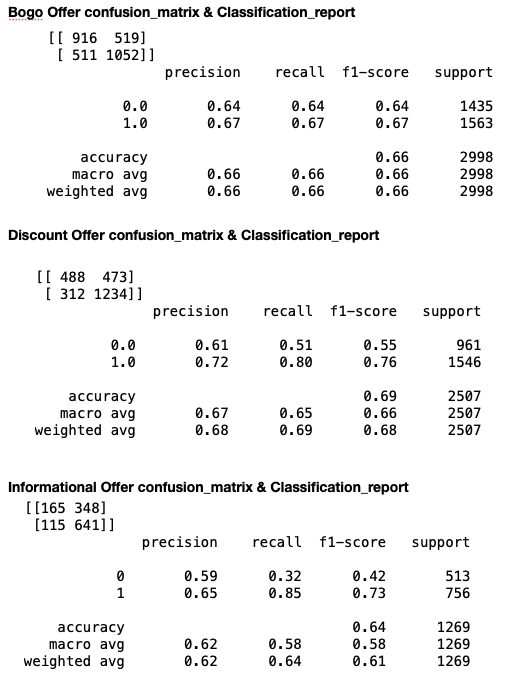 Bogo Offer confusion_matrix & Classification_report
[[ 916  519]
 [ 511 1052]]
precision    recall  f1-score   support
0.0       0.64      0.64      0.64      1435
1.0       0.67      0.67      0.67      1563
accuracy                           0.66      2998
macro avg       0.66      0.66      0.66      2998
weighted avg       0.66      0.66      0.66      2998
Discount Offer confusion_matrix & Classification_report
[[ 488  473]
 [ 312 1234]]
precision    recall  f1-score   support
0.0       0.61      0.51      0.55       961
1.0       0.72      0.80      0.76      1546
accuracy                           0.69      2507
macro avg       0.67      0.65      0.66      2507
weighted avg       0.68      0.69      0.68      2507
Informational Offer confusion_matrix & Classification_report
[[165 348]
 [115 641]]
precision    recall  f1-score   support
0       0.59      0.32      0.42       513
1       0.65      0.85      0.73       756
accuracy                           0.64      1269
macro avg       0.62      0.58      0.58      1269
weighted avg       0.62      0.64      0.61      1269